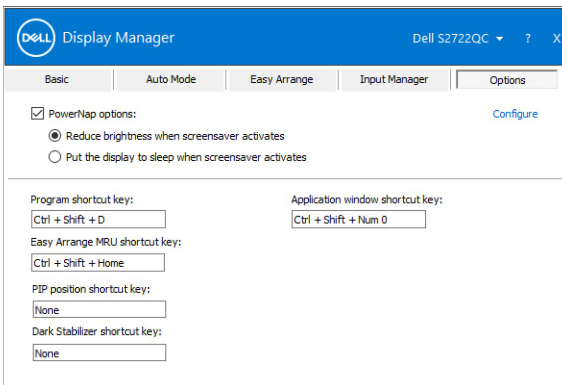 DELL Display Manager Dell S2722QC ? X
Basic Auto Mode Easy Arrange Input Manager Options
PowerNap options: Configure
Reduce brightness when screensaver activates
Put the display to sleep when screensaver activates
Program shortcut key: Application window shortcut key:
Ctrl + Shift + D Ctrl + Shift + Num 0
Easy Arrange MRU shortcut key:
Ctrl + Shift + Home
PIP position shortcut key:
None
Dark Stabilizer shortcut key:
None